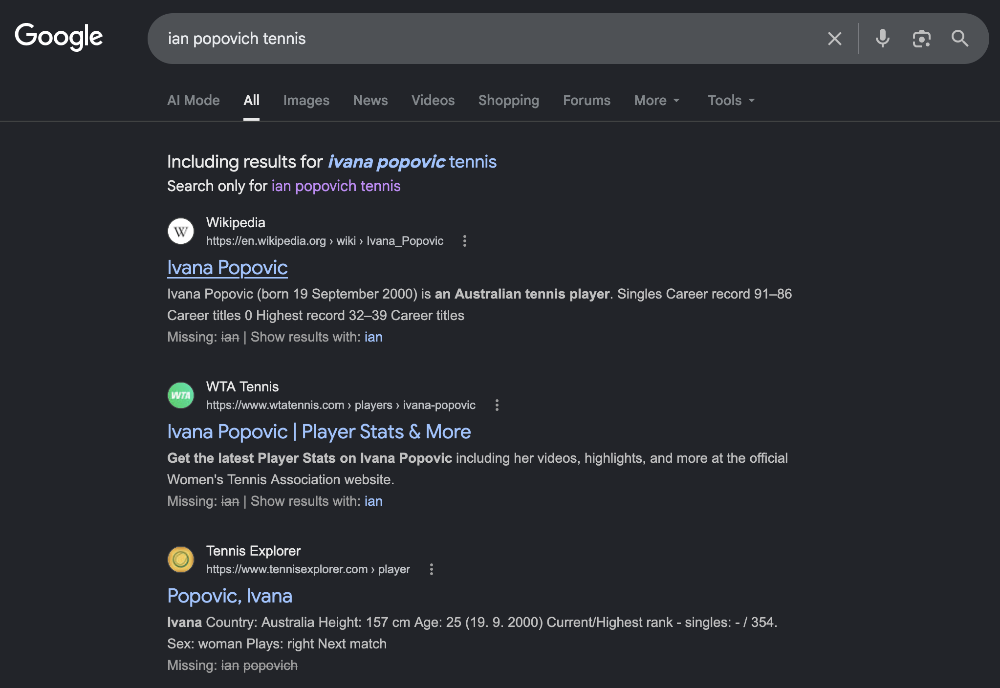 Google
ian popovich tennis
AI Mode All Images News Videos Shopping Forums More Tools
Including results for ivana popovic tennis
Search only for ian popovich tennis
W
Wikipedia
https://en.wikipedia.org › wiki › Ivana_Popovic
Ivana Popovic
Ivana Popovic (born 19 September 2000) is an Australian tennis player. Singles Career record 91–86
Career titles 0 Highest record 32–39 Career titles
Missing: ian | Show results with: ian
WTA
WTA Tennis
https://www.wtatennis.com › players › ivana-popovic
Ivana Popovic | Player Stats & More
Get the latest Player Stats on Ivana Popovic including her videos, highlights, and more at the official
Women's Tennis Association website.
Missing: ian | Show results with: ian
Tennis Explorer
https://www.tennisexplorer.com › player
Popovic, Ivana
Ivana Country: Australia Height: 157 cm Age: 25 (19. 9. 2000) Current/Highest rank - singles: - / 354.
Sex: woman Plays: right Next match
Missing: ian popovich